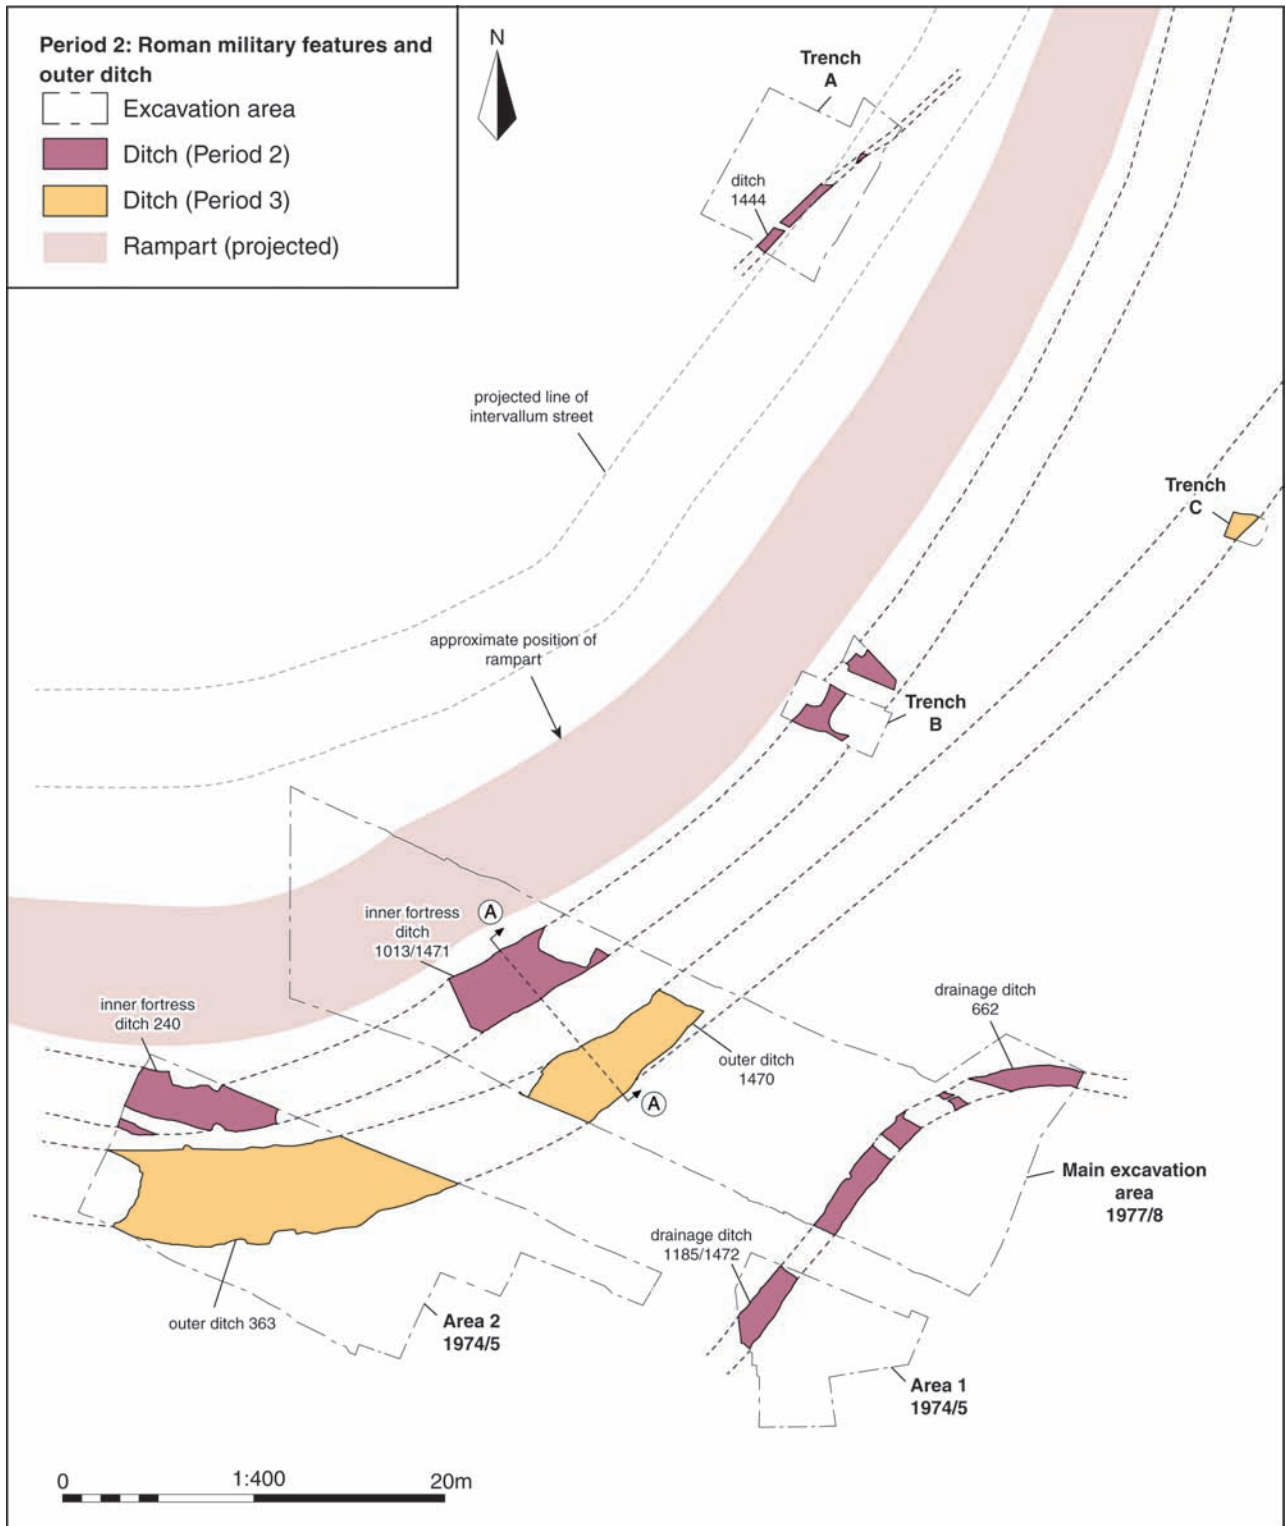 Period 2: Roman military features and
outer ditch
Excavation area
Ditch (Period 2)
Ditch (Period 3)
Rampart (projected)
N
Trench
A
ditch
1444
projected line of
intervallum street
Trench
C
approximate position of
rampart
Trench
B
inner fortress
ditch
1013/1471
A
inner fortress
ditch 240
drainage ditch
662
outer ditch
1470
A
Main excavation
area
1977/8
drainage ditch
1185/1472
outer ditch 363
Area 2
1974/5
Area 1
1974/5
0 1:400 20m